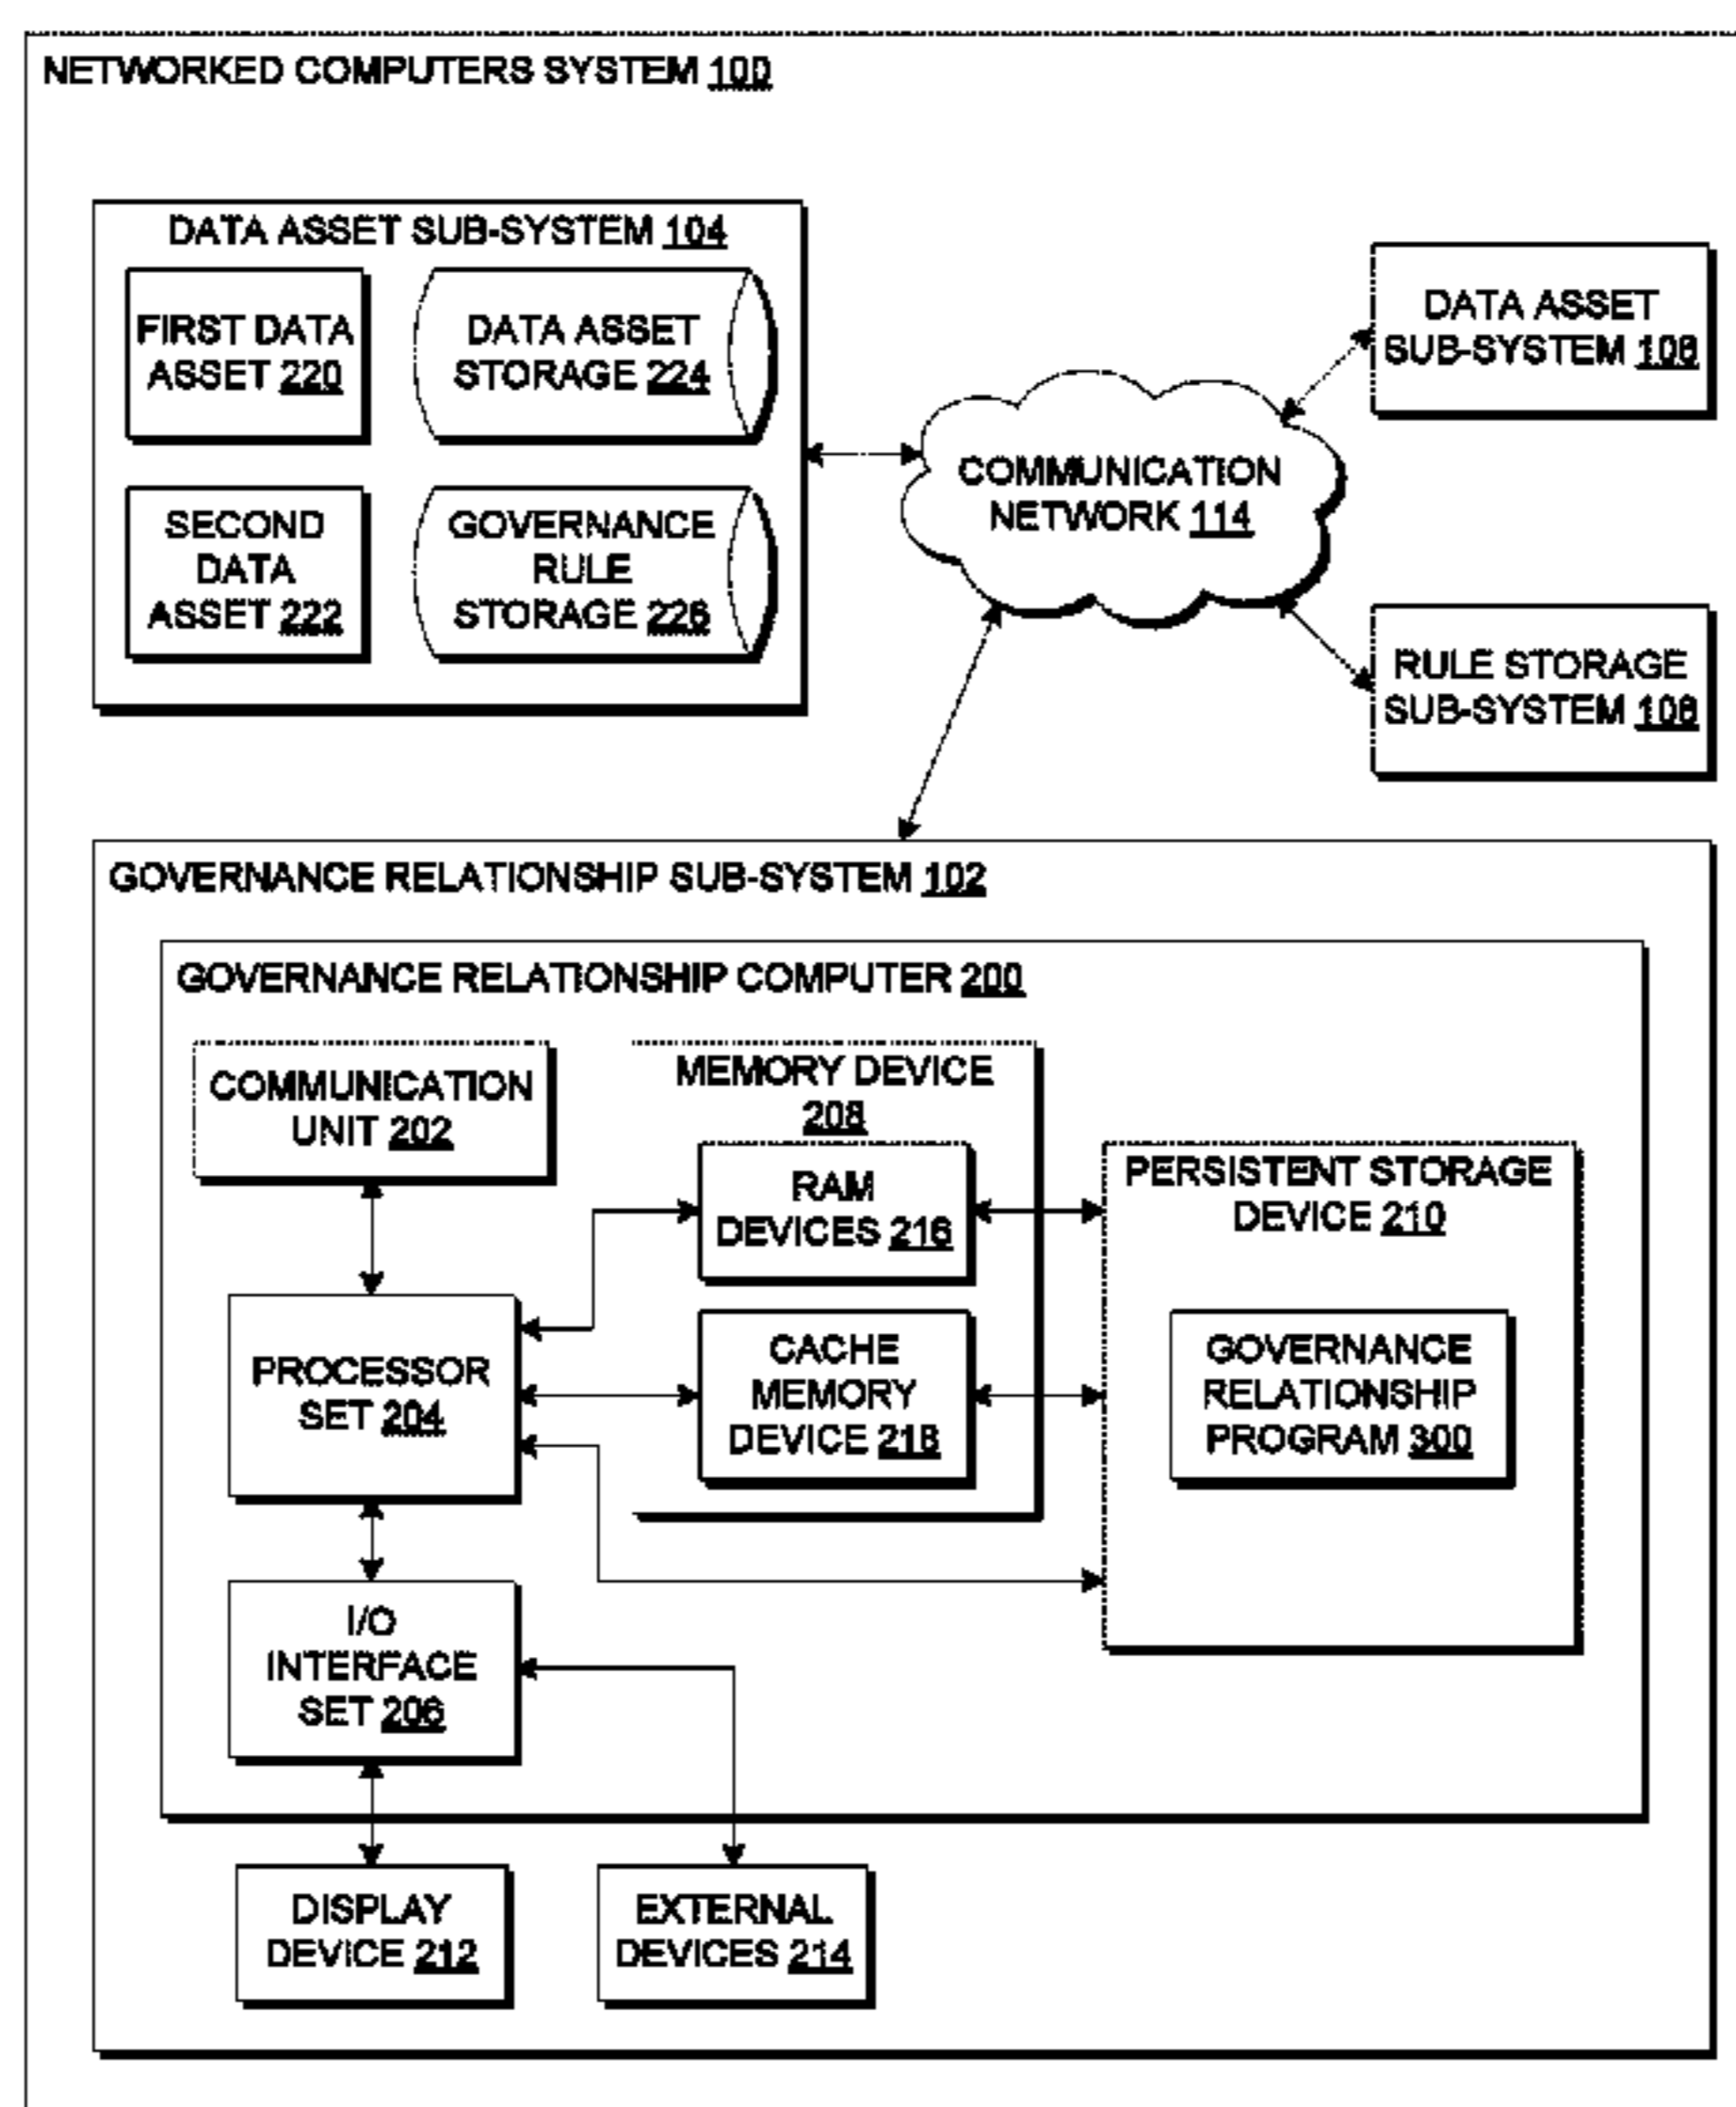 NETWORKED COMPUTERS SYSTEM 100
DATA ASSET SUB-SYSTEM 104
FIRST DATA
ASSET 220
DATA ASSET
STORAGE 224
SECOND
DATA
ASSET 222
GOVERNANCE
RULE
STORAGE 226
COMMUNICATION
NETWORK 114
DATA ASSET
SUB-SYSTEM
RULE STORAGE
SUB-SYSTEM
GOVERNANCE RELATIONSHIP SUB-SYSTEM 102
GOVERNANCE RELATIONSHIP COMPUTER 200
COMMUNICATION
UNIT 202
MEMORY DEVICE
208
RAM
DEVICES 216
PERSISTENT STORAGE
DEVICE 210
PROCESSOR
SET 204
CACHE
MEMORY
DEVICE 218
GOVERNANCE
RELATIONSHIP
PROGRAM 300
I/O
INTERFACE
SET 206
DISPLAY
DEVICE 212
EXTERNAL
DEVICES 214